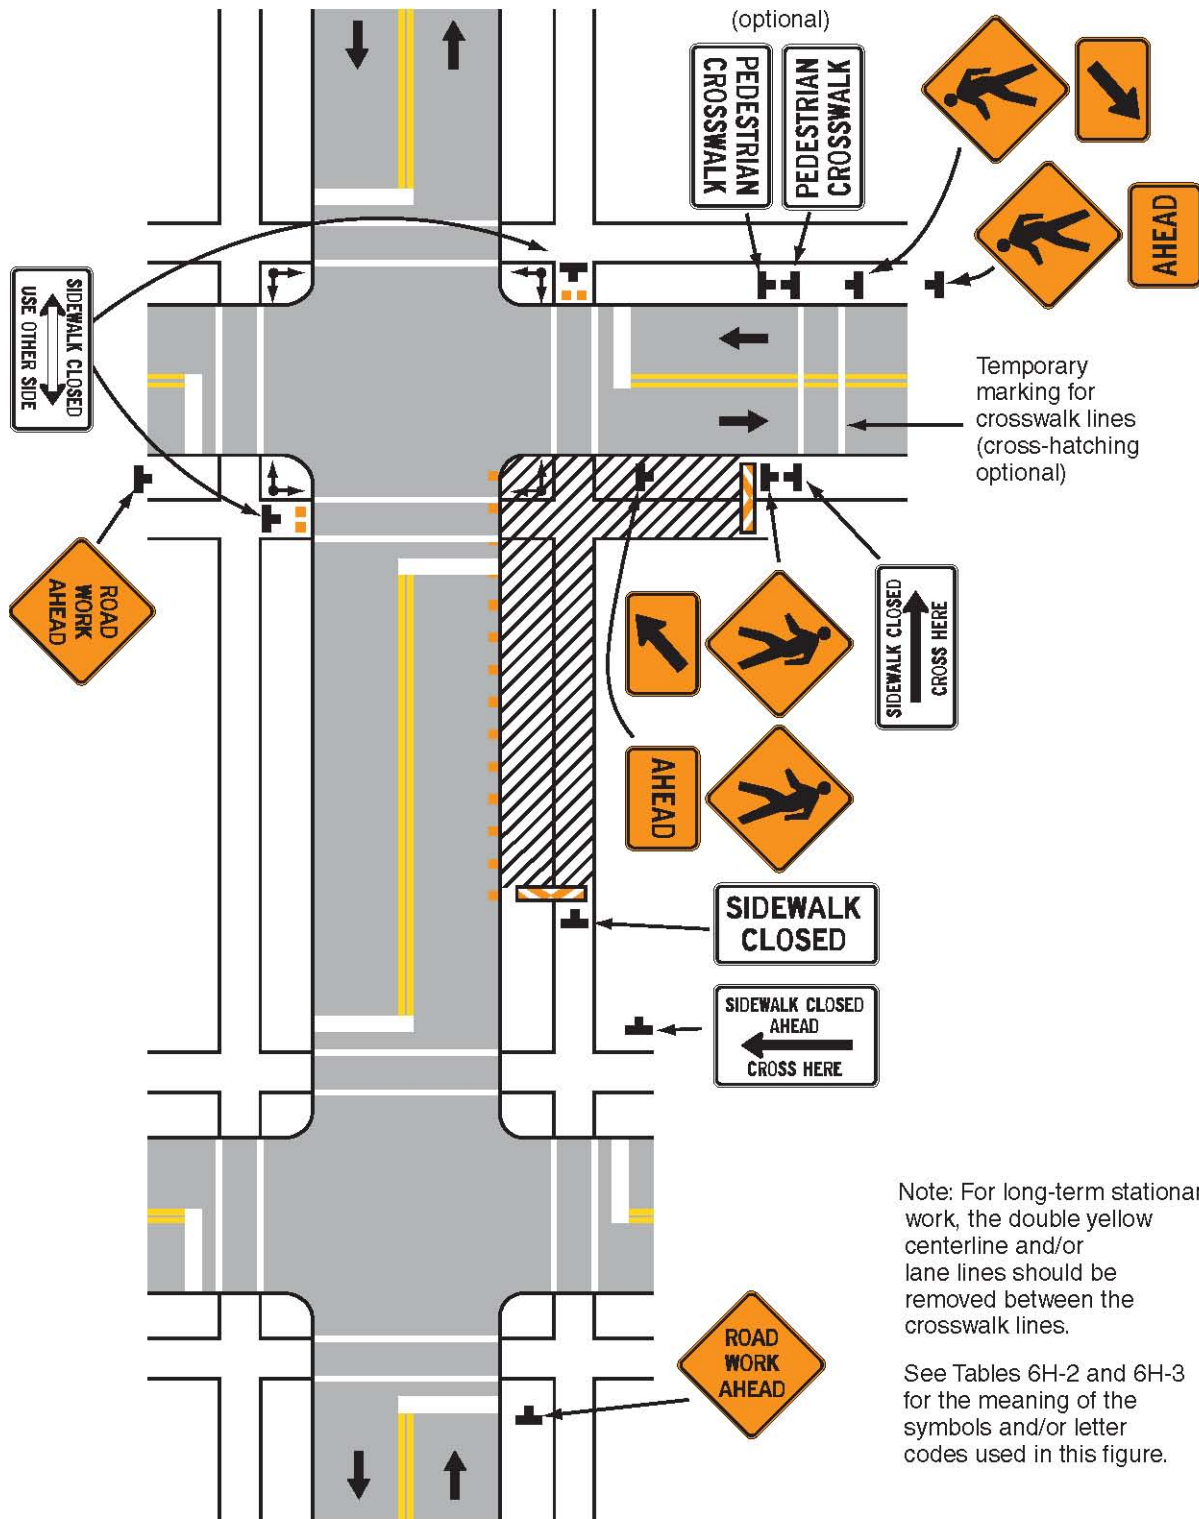 (optional)
PEDESTRIAN
CROSSWALK
PEDESTRIAN
CROSSWALK
AHEAD
SIDEWALK CLOSED
USE OTHER SIDE
Temporary
marking for
crosswalk lines
(cross-hatching
optional)
ROAD
WORK
AHEAD
SIDEWALK CLOSED
CROSS HERE
AHEAD
SIDEWALK
CLOSED
SIDEWALK CLOSED
AHEAD
CROSS HERE
Note: For long-term stationar
work, the double yellow
centerline and/or
lane lines should be
removed between the
crosswalk lines.
ROAD
WORK
AHEAD
See Tables 6H-2 and 6H-3
for the meaning of the
symbols and/or letter
codes used in this figure.